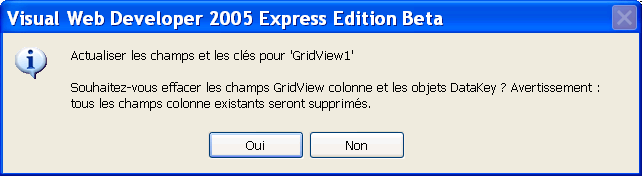 Visual Web Developer 2005 Express Edition Beta
Actualiser les champs et les clés pour 'GridView1'
Souhaitez-vous effacer les champs GridView colonne et les objets DataKey ? Avertissement :
tous les champs colonne existants seront supprimés.
Oui
Non